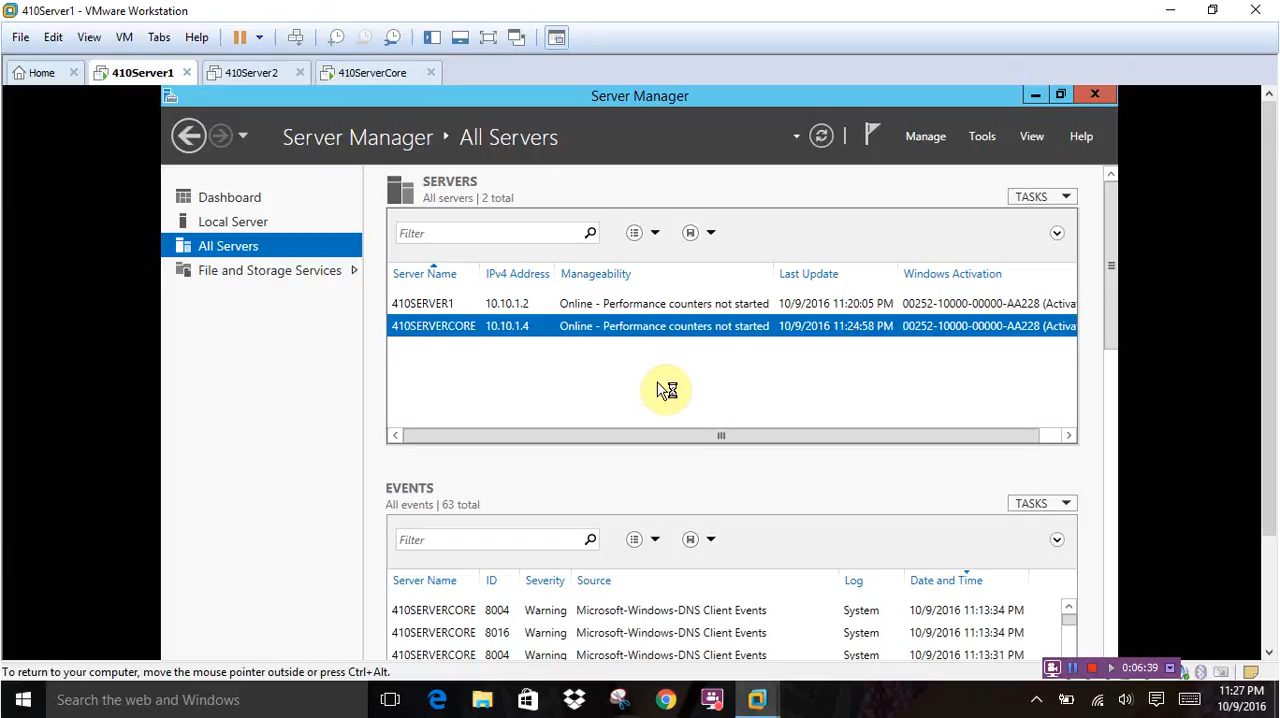 410Server1 - VMware Workstation
File Edit View VM Tabs Help
Home 410Server1 410Server2 410ServerCore
Server Manager
Server Manager All Servers
Manage Tools View Help
Dashboard
Local Server
All Servers
File and Storage Services
SERVERS
All servers | 2 total
TASKS
Filter
Server Name IPv4 Address Manageability Last Update Windows Activation
410SERVER1 10.10.1.2 Online - Performance counters not started 10/9/2016 11:20:05 PM 00252-10000-00000-AA228 (Activa
410SERVERCORE 10.10.1.4 Online - Performance counters not started 10/9/2016 11:24:58 PM 00252-10000-00000-AA228 (Activa
EVENTS
All events | 63 total
TASKS
Filter
Server Name ID Severity Source Log Date and Time
410SERVERCORE 8004 Warning Microsoft-Windows-DNS Client Events System 10/9/2016 11:13:34 PM
410SERVERCORE 8016 Warning Microsoft-Windows-DNS Client Events System 10/9/2016 11:13:34 PM
410SERVERCORE 8004 Warning Microsoft-Windows-DNS Client Events System 10/9/2016 11:13:31 PM
To return to your computer, move the mouse pointer outside or press Ctrl+Alt.
0:06:39
Search the web and Windows
11:27 PM
10/9/2016